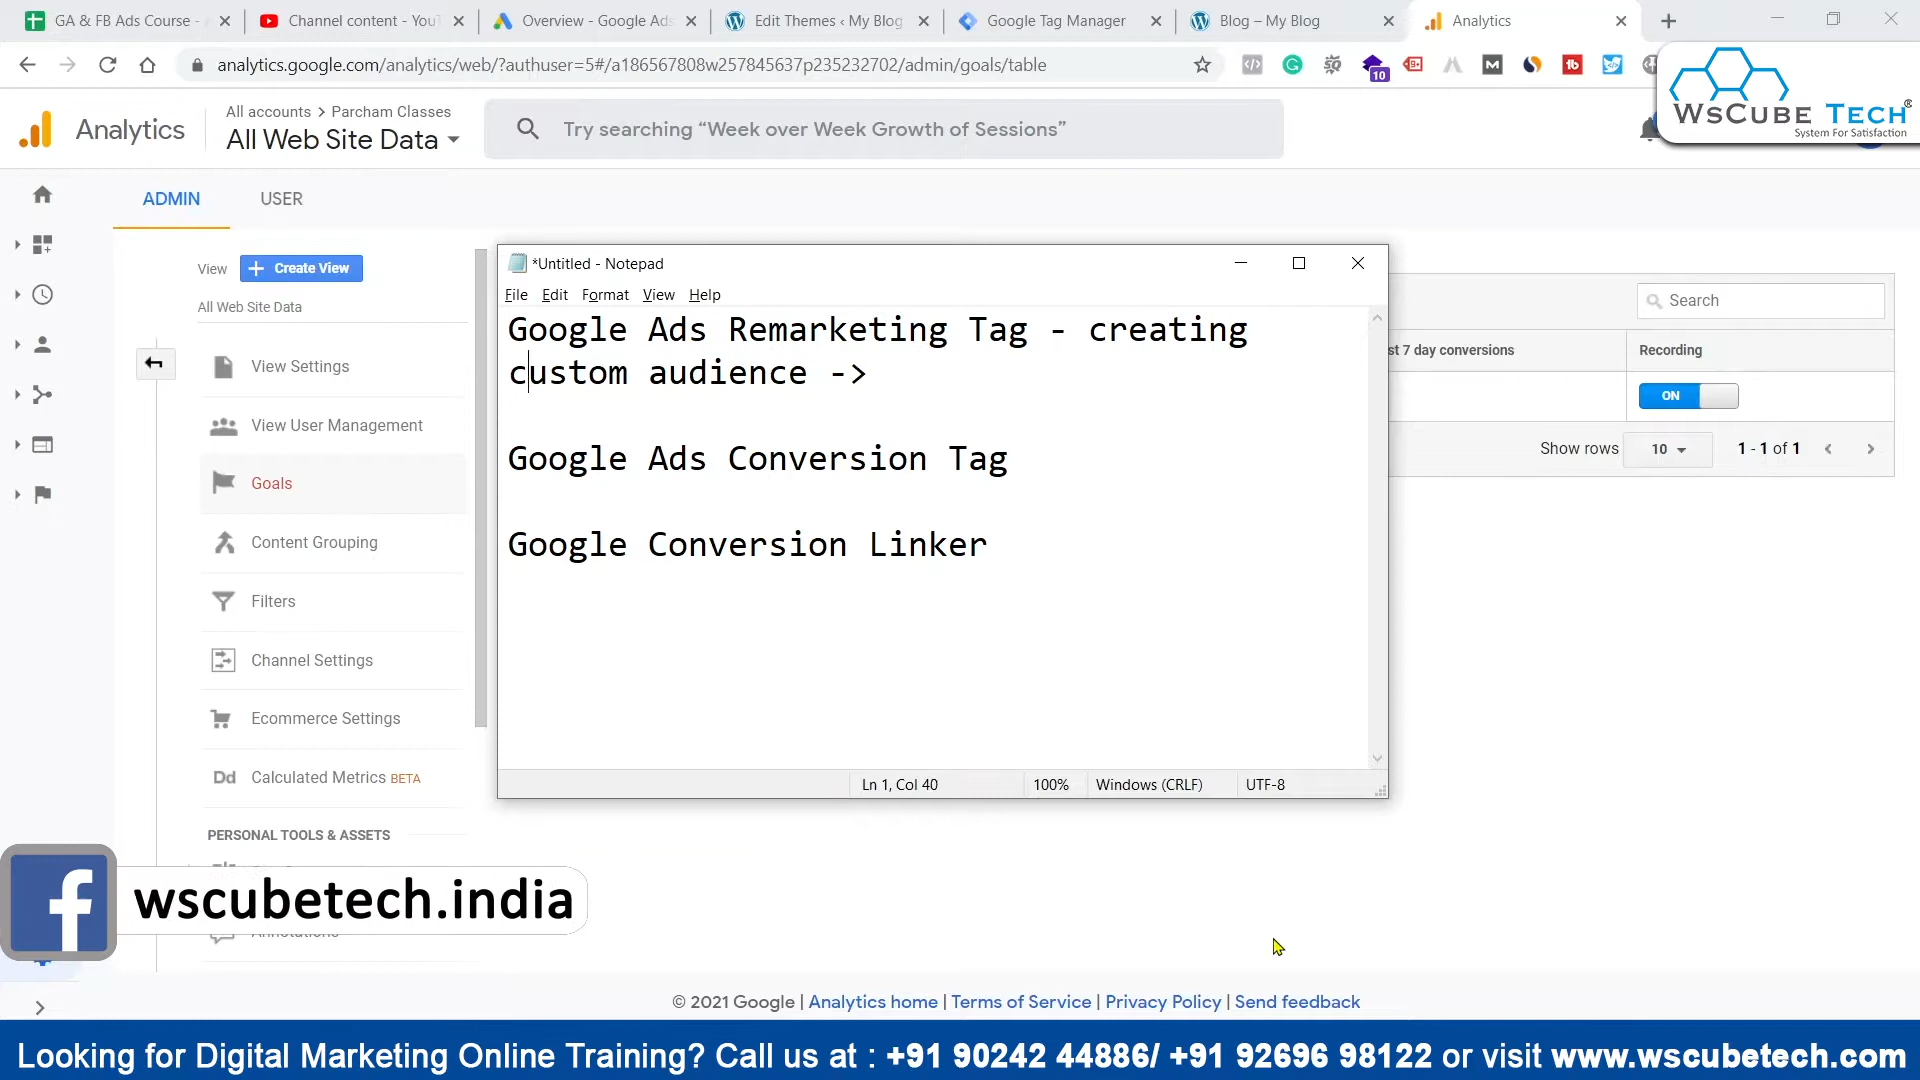 GA & FB Ads Course -
Channel content - YouT
Overview - Google Ads
Edit Themes ‹ My Blog
Google Tag Manager
Blog – My Blog
Analytics
analytics.google.com/analytics/web/?authuser=5#/a186567808w257845637p235232702/admin/goals/table
10
WsCube Tech®
System For Satisfaction
Analytics
All accounts > Parcham Classes
All Web Site Data
Try searching “Week over Week Growth of Sessions”
ADMIN
USER
View
+ Create View
All Web Site Data
View Settings
View User Management
Goals
Content Grouping
Filters
Channel Settings
Ecommerce Settings
Dd Calculated Metrics BETA
PERSONAL TOOLS & ASSETS
Annotations
*Untitled - Notepad
File Edit Format View Help
Google Ads Remarketing Tag - creating
custom audience ->
Google Ads Conversion Tag
Google Conversion Linker
Ln 1, Col 40
100%
Windows (CRLF)
UTF-8
Search
st 7 day conversions
Recording
ON
Show rows
10
1 - 1 of 1
f
wscubetech.india
© 2021 Google | Analytics home | Terms of Service | Privacy Policy | Send feedback
Looking for Digital Marketing Online Training? Call us at : +91 90242 44886/ +91 92696 98122 or visit www.wscubetech.com